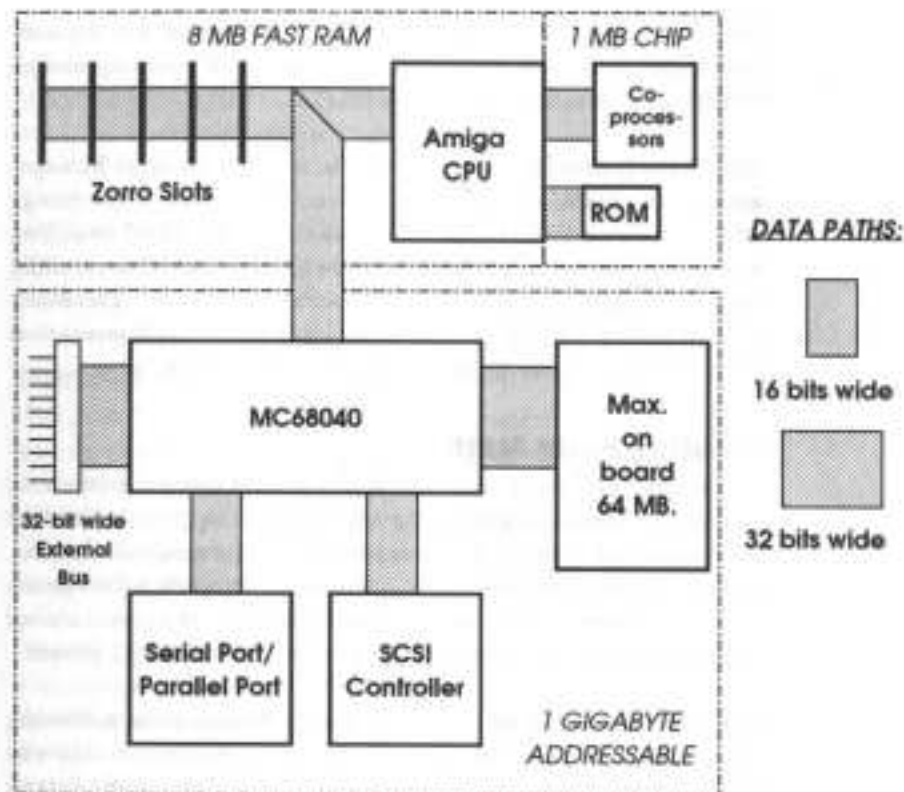 8 MB FAST RAM
1 MB CHIP
Co-
proces-
sors
Amiga
CPU
Zorro Slots
ROM
DATA PATHS:
16 bits wide
32 bits wide
MC68040
Max.
on
board
64 MB.
32-bit wide
External
Bus
Serial Port/
Parallel Port
SCSI
Controller
1 GIGABYTE
ADDRESSABLE